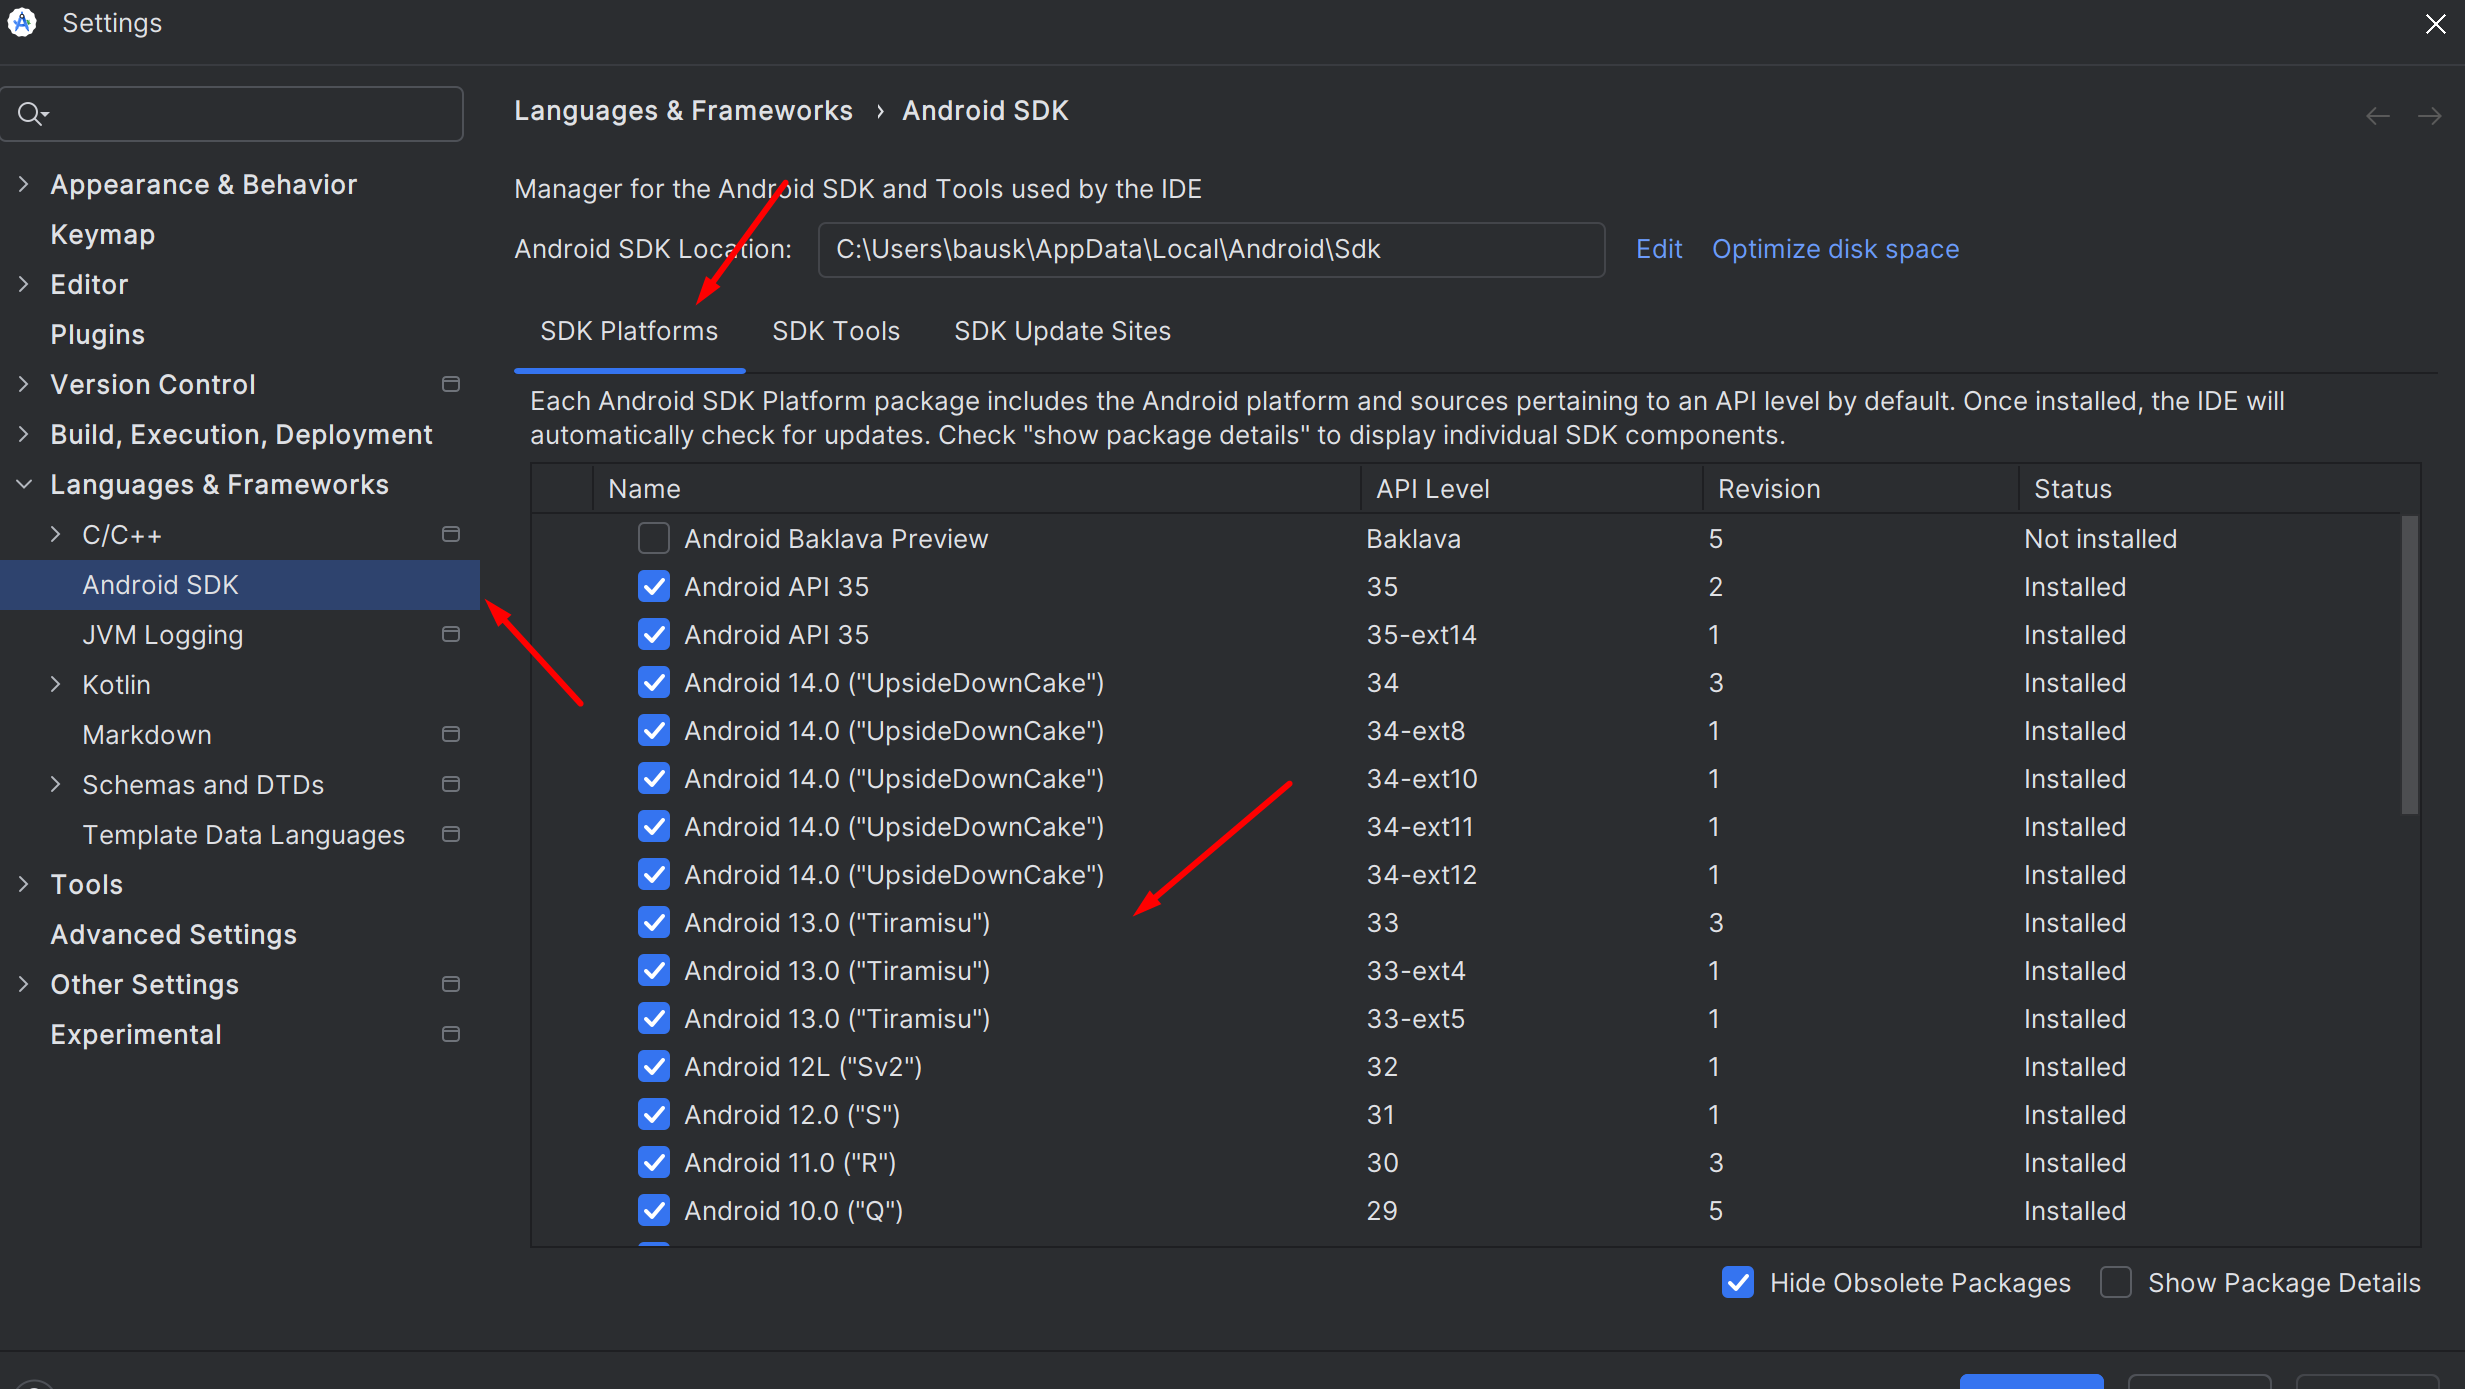 Settings
Languages & Frameworks › Android SDK
Appearance & Behavior
Keymap
Editor
Plugins
Version Control
Build, Execution, Deployment
Languages & Frameworks
C/C++
Android SDK
JVM Logging
Kotlin
Markdown
Schemas and DTDs
Template Data Languages
Tools
Advanced Settings
Other Settings
Experimental
Manager for the Android SDK and Tools used by the IDE
Android SDK Location: C:\Users\bausk\AppData\Local\Android\Sdk Edit Optimize disk space
SDK Platforms SDK Tools SDK Update Sites
Each Android SDK Platform package includes the Android platform and sources pertaining to an API level by default. Once installed, the IDE will
automatically check for updates. Check "show package details" to display individual SDK components.
Name API Level Revision Status
Android Baklava Preview Baklava 5 Not installed
Android API 35 35 2 Installed
Android API 35 35-ext14 1 Installed
Android 14.0 ("UpsideDownCake") 34 3 Installed
Android 14.0 ("UpsideDownCake") 34-ext8 1 Installed
Android 14.0 ("UpsideDownCake") 34-ext10 1 Installed
Android 14.0 ("UpsideDownCake") 34-ext11 1 Installed
Android 14.0 ("UpsideDownCake") 34-ext12 1 Installed
Android 13.0 ("Tiramisu") 33 3 Installed
Android 13.0 ("Tiramisu") 33-ext4 1 Installed
Android 13.0 ("Tiramisu") 33-ext5 1 Installed
Android 12L ("Sv2") 32 1 Installed
Android 12.0 ("S") 31 1 Installed
Android 11.0 ("R") 30 3 Installed
Android 10.0 ("Q") 29 5 Installed
Hide Obsolete Packages Show Package Details